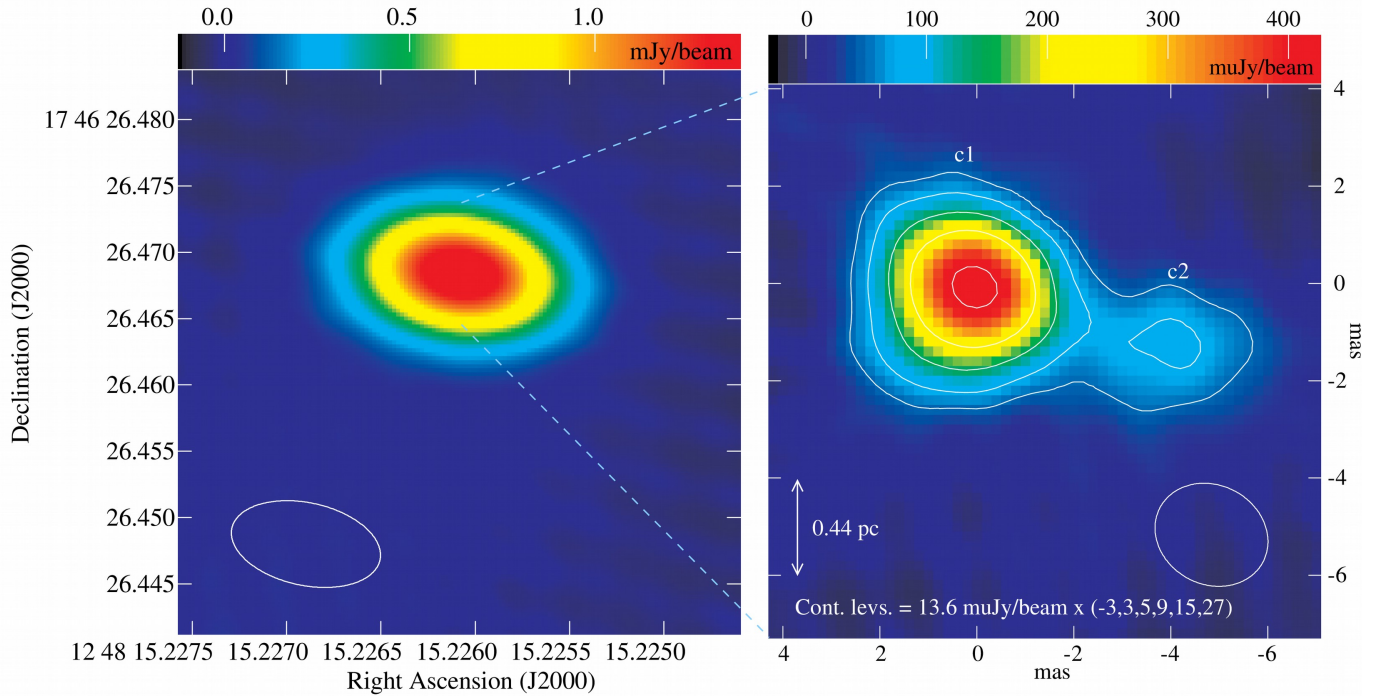 0.0 0.5 1.0
mJy/beam
17 46 26.480
26.475
26.470
26.465
26.460
26.455
26.450
26.445
Declination (J2000)
12 48 15.2275 15.2270 15.2265 15.2260 15.2255 15.2250
Right Ascension (J2000)
0 100 200 300 400
muJy/beam
c1
c2
4
2
0
-2
-4
-6
mas
0.44 pc
Cont. levs. = 13.6 muJy/beam x (-3,3,5,9,15,27)
4 2 0 -2 -4 -6
mas